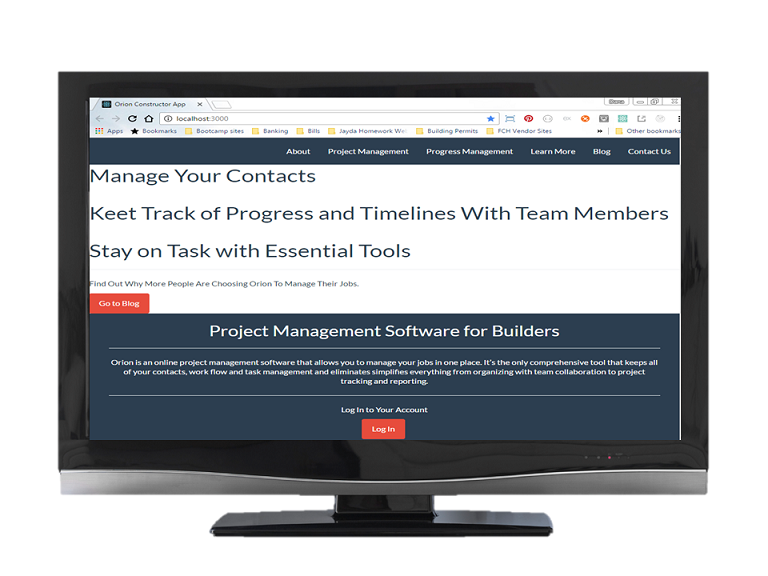 Orion Constructor App
localhost:3000
Apps Bookmarks Bootcamp sites Banking Bills Jayda Homework Building Permits FCH Vendor Sites Other bookmarks
About Project Management Progress Management Learn More Blog Contact Us
Manage Your Contacts
Keet Track of Progress and Timelines With Team Members
Stay on Task with Essential Tools
Find Out Why More People Are Choosing Orion To Manage Their Jobs.
Go to Blog
Project Management Software for Builders
Orion is an online project management software that allows you to manage your jobs in one place. It's the only comprehensive tool that keeps all
of your contacts, work flow and task management and eliminates simplifies everything from organizing with team collaboration to project
tracking and reporting.
Log In to Your Account
Log In